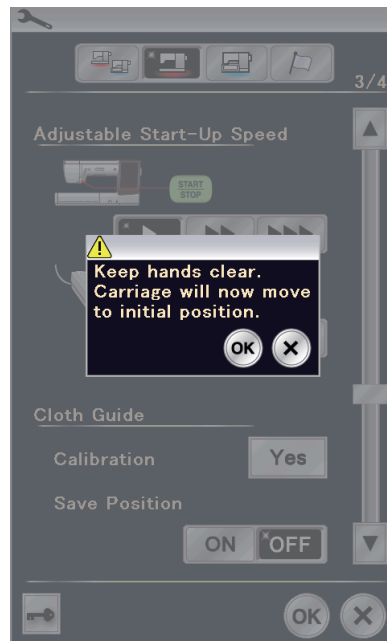 3/4
Adjustable Start-Up Speed
START
STOP
Keep hands clear.
Carriage will now move
to initial position.
OK
Cloth Guide
Calibration
Yes
Save Position
ON
OFF
OK